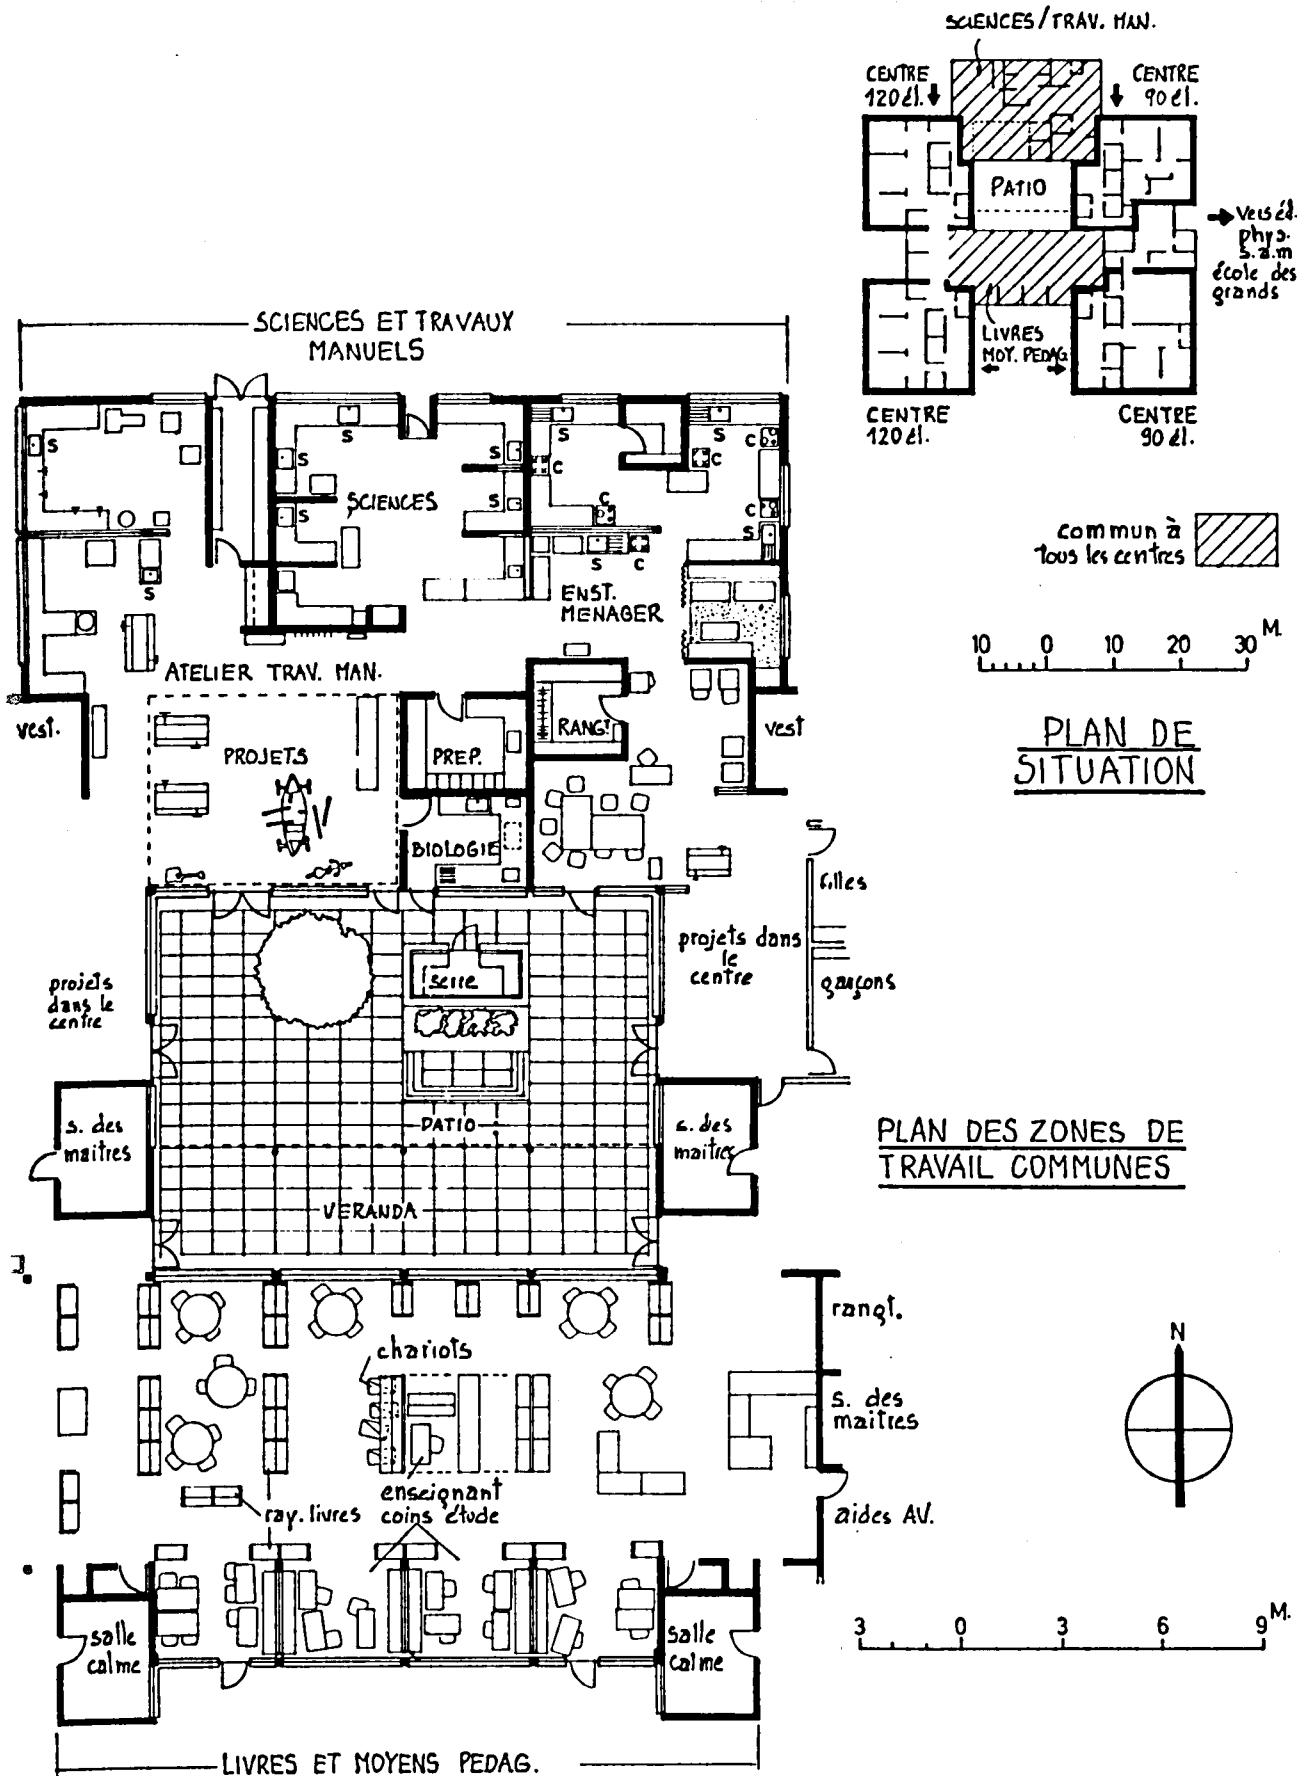 SCIENCES/TRAV. MAN.
CENTRE
120 él.
CENTRE
90 él.
PATIO
vers éd.
phys.
s.a.m
école des
grands
LIVRES
MOY. PEDAG
CENTRE
120 él.
CENTRE
90 él.
commun à
tous les centres
10 0 10 20 30 M.
PLAN DE
SITUATION
SCIENCES ET TRAVAUX
MANUELS
S
S
S
S
S
C
C
C
S
SCIENCES
S
S
C
C
S
S
S
C
ENST.
MENAGER
ATELIER TRAV. MAN.
vest.
PROJETS
PREP.
RANGT
vest
BIOLOGIE
filles
projets dans
le
centre
garçons
projets
dans le
centre
serre
s. des
maitres
PATIO
s. des
maitres
VERANDA
PLAN DES ZONES DE
TRAVAIL COMMUNES
rangt.
chariots
s. des
maitres
N
ray. livres
enseignant
coins étude
aides AV.
salle
calme
salle
calme
3 0 3 6 9 M.
LIVRES ET MOYENS PEDAG.